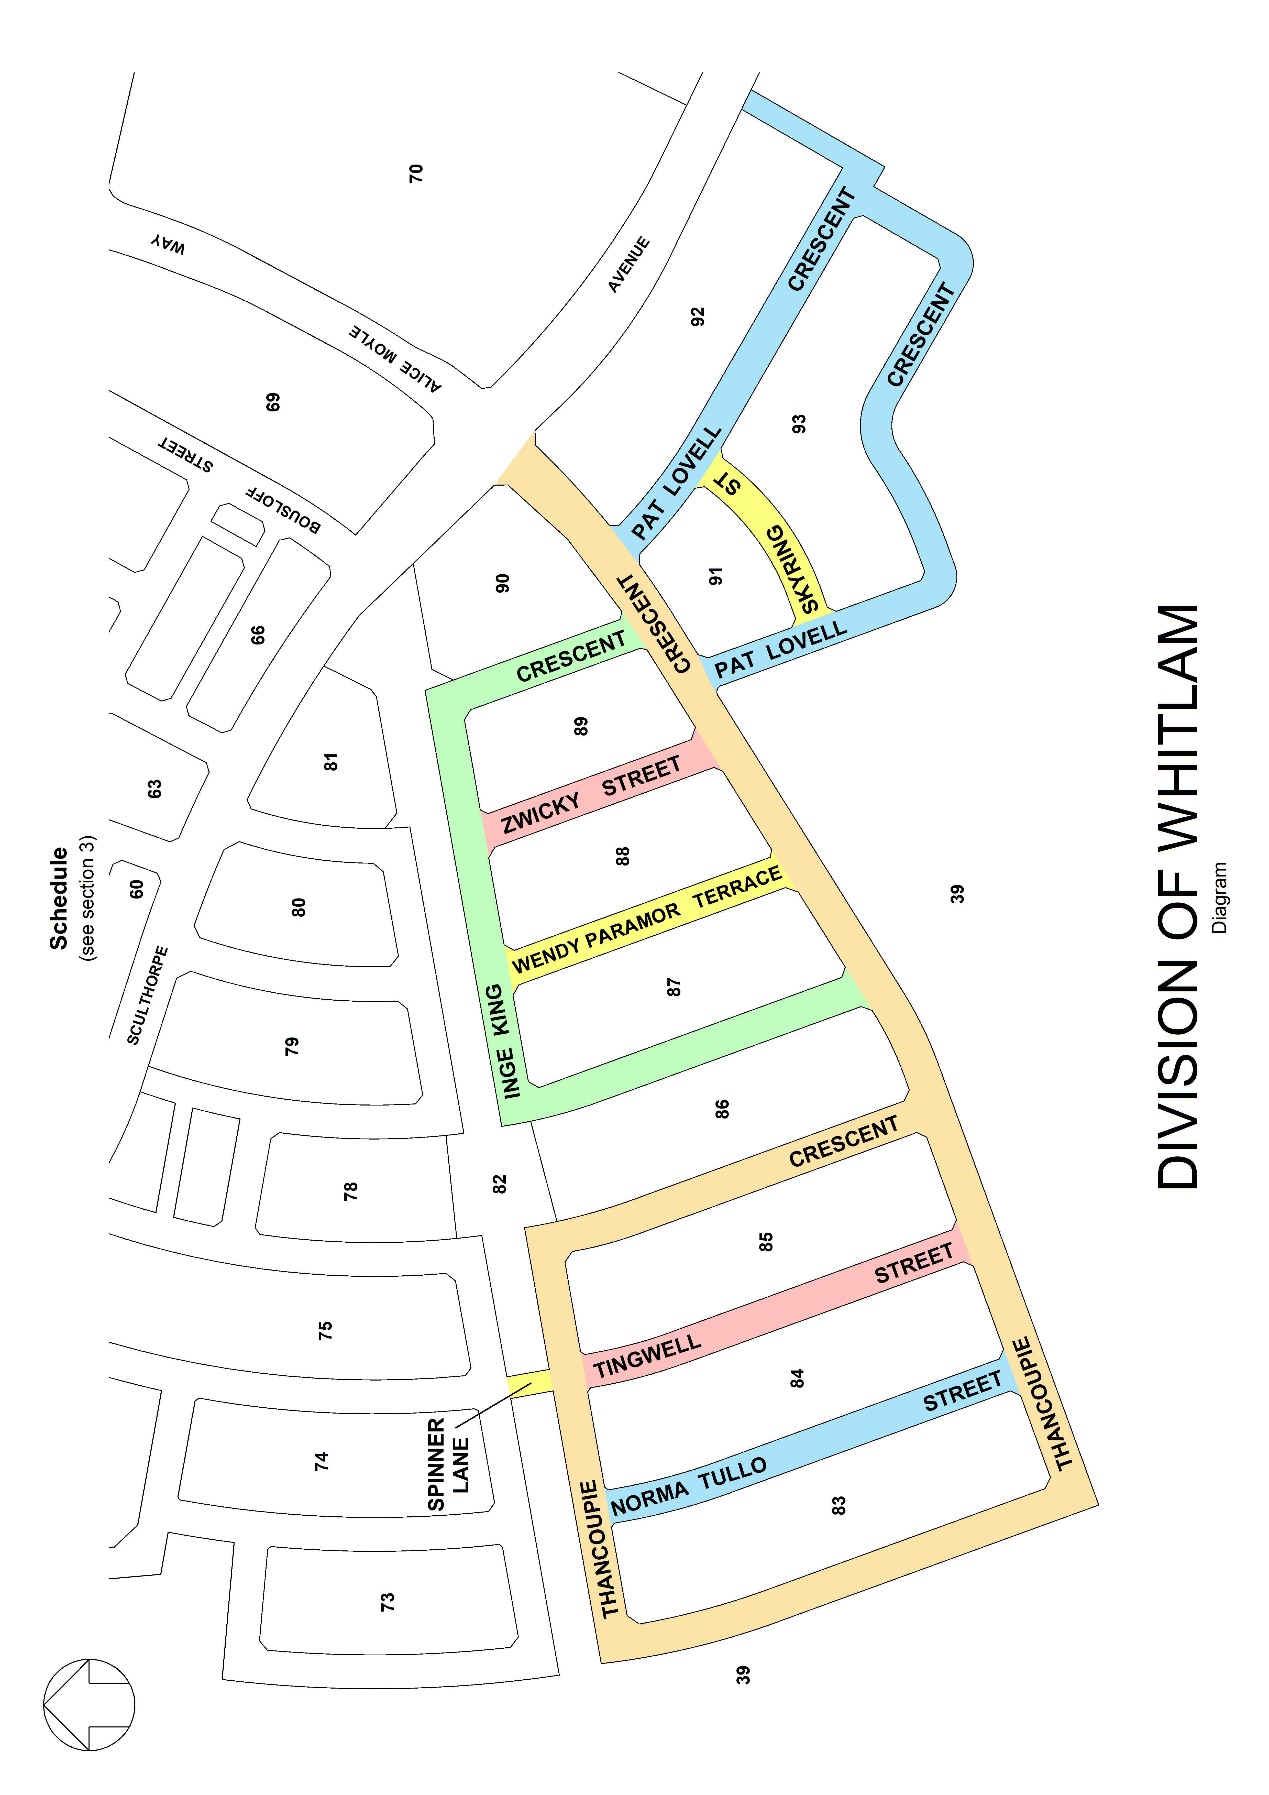 Schedule
(see section 3)
70
WAY
ALICE MOYLE
AVENUE
69
STREET
BOUSLOFF
66
63
60
SCULTHORPE
81
80
79
78
82
75
74
73
SPINNER
LANE
92
CRESCENT
PAT LOVELL
93
CRESCENT
ST
SKYRING
91
PAT LOVELL
90
CRESCENT
CRESCENT
89
ZWICKY STREET
88
WENDY PARAMOR TERRACE
INGE KING
87
86
CRESCENT
85
TINGWELL STREET
84
NORMA TULLO STREET
83
THANCOUPIE
THANCOUPIE
39
39
DIVISION OF WHITLAM
Diagram